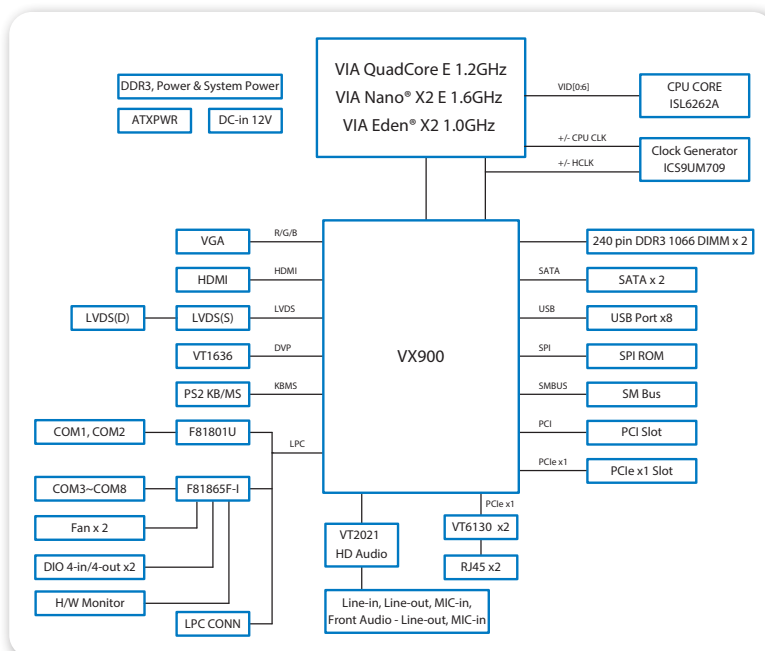 VIA QuadCore E 1.2GHz
VIA Nano® X2 E 1.6GHz
VIA Eden® X2 1.0GHz
DDR3, Power & System Power
ATXPWR
DC-in 12V
VID[0:6]
CPU CORE
ISL6262A
+/- CPU CLK
+/- HCLK
Clock Generator
ICS9UM709
VX900
VGA
R/G/B
240 pin DDR3 1066 DIMM x 2
HDMI
HDMI
SATA
SATA x 2
LVDS(D)
LVDS(S)
LVDS
USB
USB Port x8
VT1636
DVP
SPI
SPI ROM
PS2 KB/MS
KBMS
SMBUS
SM Bus
COM1, COM2
F81801U
LPC
PCI
PCI Slot
PCIe x1
PCIe x1 Slot
COM3~COM8
F81865F-I
Fan x 2
DIO 4-in/4-out x2
H/W Monitor
LPC CONN
VT2021
HD Audio
PCIe x1
VT6130 x2
RJ45 x2
Line-in, Line-out, MIC-in,
Front Audio - Line-out, MIC-in